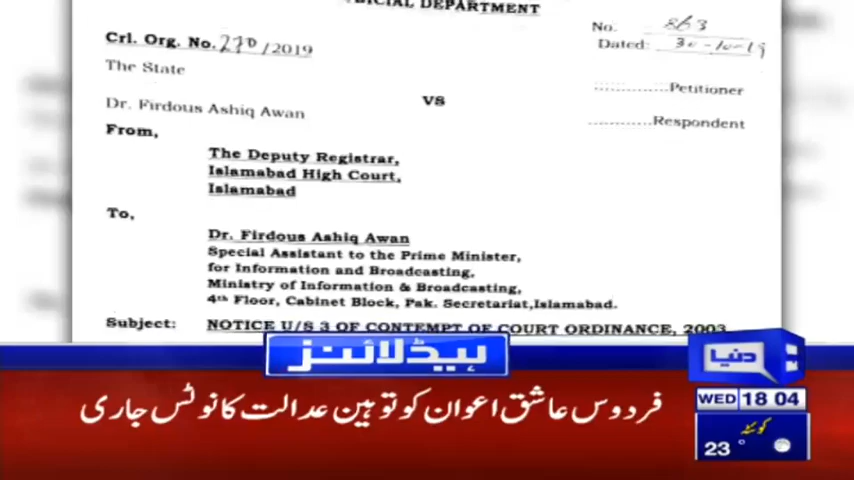 JUDICIAL DEPARTMENT
No. 863
Crl. Org. No. 270/2019
Dated: 30-10-19
The State
..............Petitioner
VS
Dr. Firdous Ashiq Awan
..............Respondent
From,
The Deputy Registrar,
Islamabad High Court,
Islamabad
To,
Dr. Firdous Ashiq Awan
Special Assistant to the Prime Minister,
for Information and Broadcasting,
Ministry of Information & Broadcasting,
4th Floor, Cabinet Block, Pak. Secretariat,Islamabad.
Subject: NOTICE U/S 3 OF CONTEMPT OF COURT ORDINANCE, 2003
ہیڈلائنز
دنیا
فردوس عاشق اعوان کو توہین عدالت کا نوٹس جاری
WED 18 04
کوئٹہ
23°